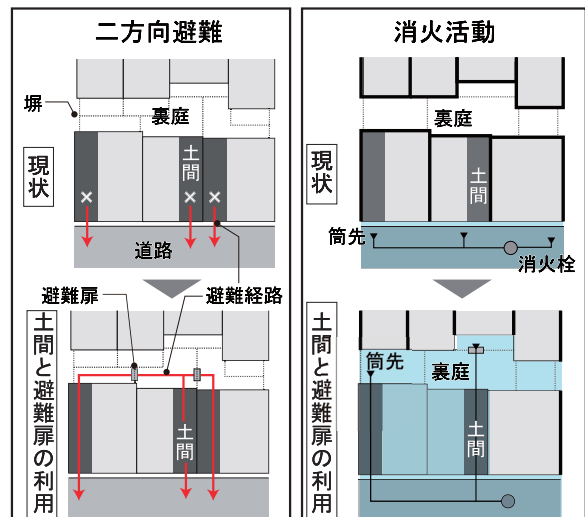 二方向避難
塀
裏庭
現状
土間
×
×
×
道路
避難扉
避難経路
土間と避難扉の利用
土間
消火活動
裏庭
現状
土間
筒先
消火栓
土間と避難扉の利用
筒先
裏庭
土間